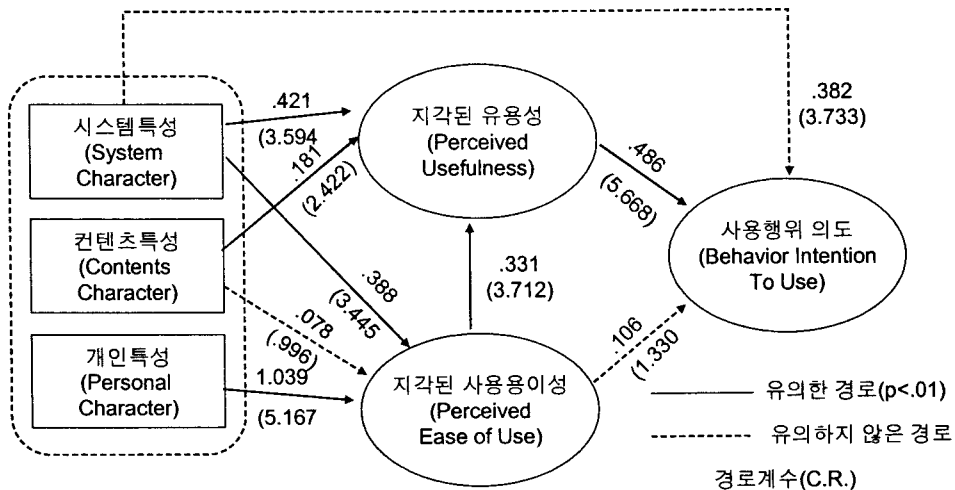 .382
(3.733)
시스템특성
(System
Character)
.421
(3.594
.181
(2.422)
지각된 유용성
(Perceived
Usefulness)
.486
(5.668)
컨텐츠특성
(Contents
Character)
사용행위 의도
(Behavior Intention
To Use)
.388
(3.445
.331
(3.712)
.078
(.996)
.106
(1.330
개인특성
(Personal
Character)
1.039
(5.167
지각된 사용용이성
(Perceived
Ease of Use)
유의한 경로(p<.01)
유의하지 않은 경로
경로계수(C.R.)